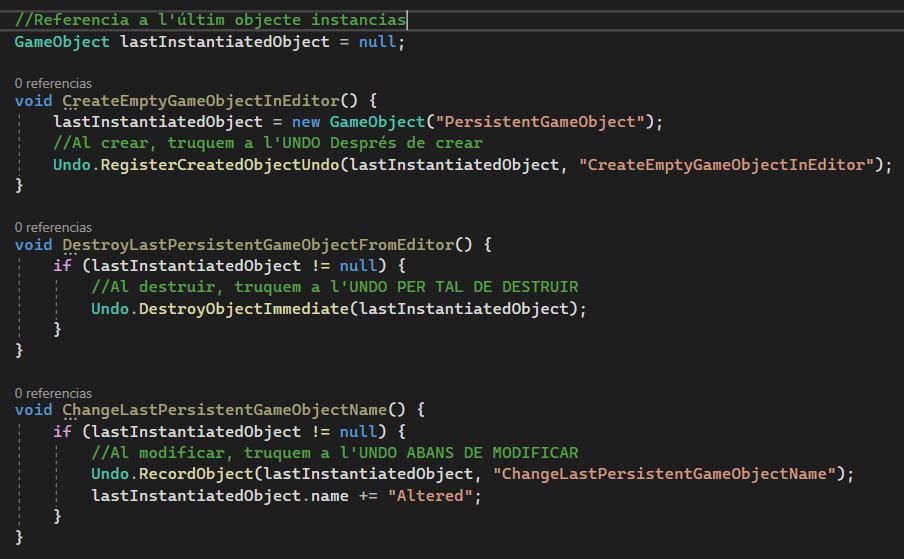 //Referencia a l'últim objecte instancias
GameObject lastInstantiatedObject = null;
0 referencias
void CreateEmptyGameObjectInEditor() {
lastInstantiatedObject = new GameObject("PersistentGameObject");
//Al crear, truquem a l'UNDO Després de crear
Undo.RegisterCreatedObjectUndo(lastInstantiatedObject, "CreateEmptyGameObjectInEditor");
}
0 referencias
void DestroyLastPersistentGameObjectFromEditor() {
if (lastInstantiatedObject != null) {
//Al destruir, truquem a l'UNDO PER TAL DE DESTRUIR
Undo.DestroyObjectImmediate(lastInstantiatedObject);
}
}
0 referencias
void ChangeLastPersistentGameObjectName() {
if (lastInstantiatedObject != null) {
//Al modificar, truquem a l'UNDO ABANS DE MODIFICAR
Undo.RecordObject(lastInstantiatedObject, "ChangeLastPersistentGameObjectName");
lastInstantiatedObject.name += "Altered";
}
}